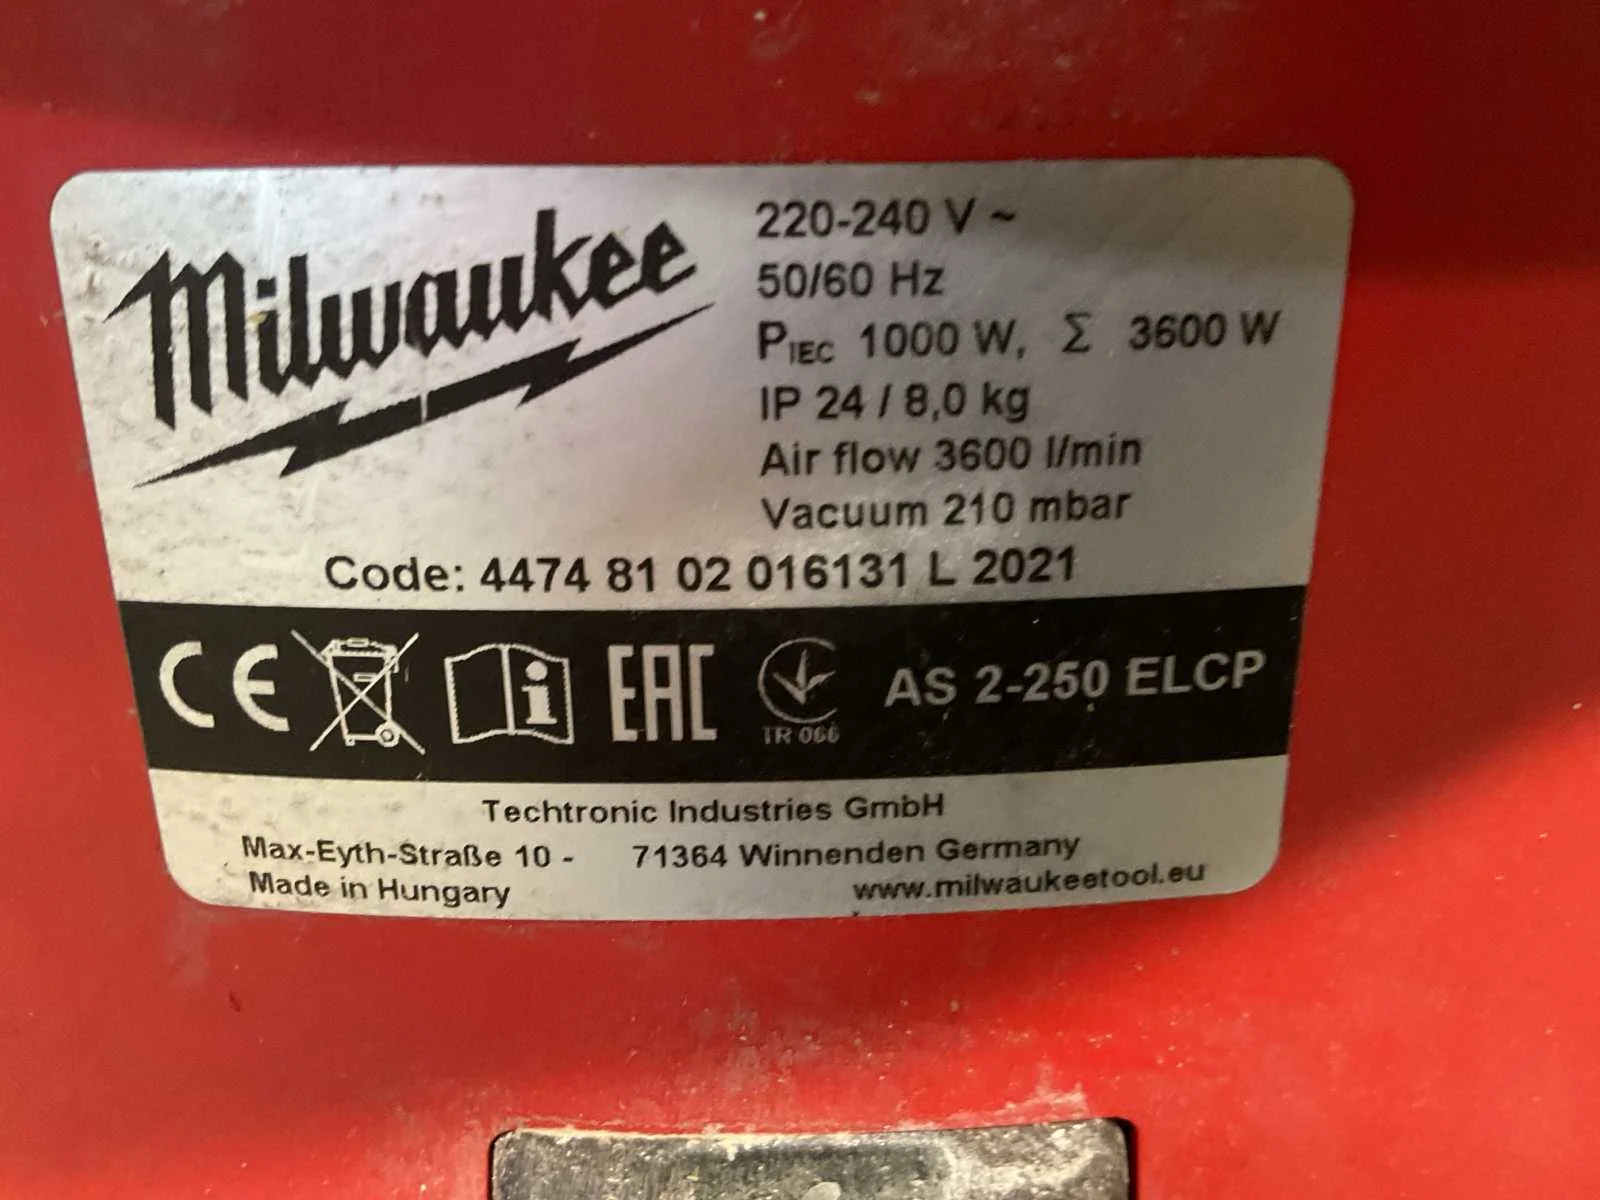 Milwaukee
220-240 V ~
50/60 Hz
PIEC 1000 W, Σ 3600 W
IP 24 / 8,0 kg
Air flow 3600 l/min
Vacuum 210 mbar
Code: 4474 81 02 016131 L 2021
CE
i
EAC
TR 066
AS 2-250 ELCP
Techtronic Industries GmbH
Max-Eyth-Straße 10 - 71364 Winnenden Germany
Made in Hungary www.milwaukeetool.eu